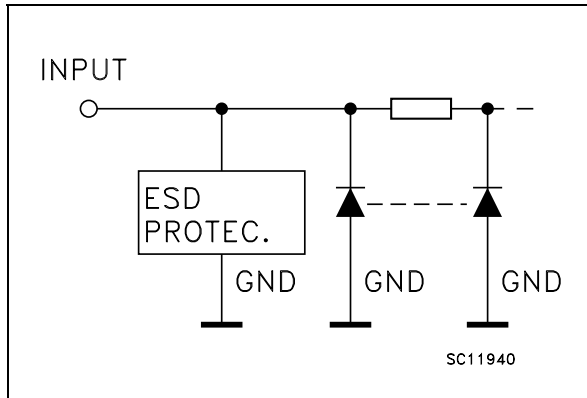 INPUT
ESD
PROTEC.
GND
GND
GND
SC11940